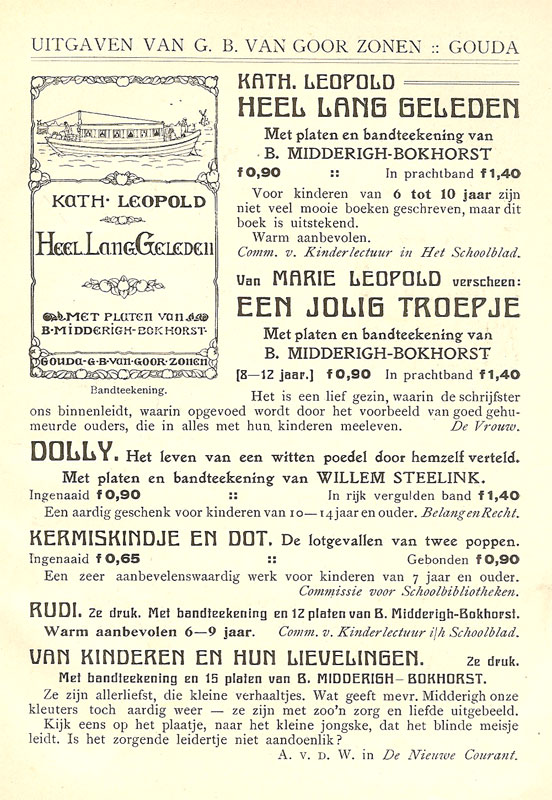 UITGAVEN VAN G. B. VAN GOOR ZONEN :: GOUDA
KATH· LEOPOLD
HEEL LANG GELEDEN
MET PLATEN VAN
B·MIDDERIGH-BOKHORST·
GOUDA·G·B·VAN·GOOR·ZONEN
Bandteekening.
KATH. LEOPOLD
HEEL LANG GELEDEN
Met platen en bandteekening van
B. MIDDERIGH-BOKHORST
f 0,90 :: In prachtband f 1,40
Voor kinderen van 6 tot 10 jaar zijn
niet veel mooie boeken geschreven, maar dit
boek is uitstekend.
Warm aanbevolen.
Comm. v. Kinderlectuur in Het Schoolblad.
Van MARIE LEOPOLD verscheen:
EEN JOLIG TROEPJE
Met platen en bandteekening van
B. MIDDERIGH-BOKHORST
[8—12 jaar.] f 0,90 In prachtband f 1,40
Het is een lief gezin, waarin de schrijfster
ons binnenleidt, waarin opgevoed wordt door het voorbeeld van goed gehu-
meurde ouders, die in alles met hun kinderen meeleven. De Vrouw.
DOLLY. Het leven van een witten poedel door hemzelf verteld.
Met platen en bandteekening van WILLEM STEELINK.
Ingenaaid f 0,90 :: In rijk vergulden band f 1,40
Een aardig geschenk voor kinderen van 10—14 jaar en ouder. Belang en Recht.
KERMISKINDJE EN DOT. De lotgevallen van twee poppen.
Ingenaaid f 0,65 :: Gebonden f 0,90
Een zeer aanbevelenswaardig werk voor kinderen van 7 jaar en ouder.
Commissie voor Schoolbibliotheken.
RUDI. 2e druk. Met bandteekening en 12 platen van B. Midderigh-Bokhorst.
Warm aanbevolen 6—9 jaar. Comm. v. Kinderlectuur i/h Schoolblad.
VAN KINDEREN EN HUN LIEVELINGEN. 2e druk.
Met bandteekening en 15 platen van B. MIDDERIGH—BOKHORST.
Ze zijn allerliefst, die kleine verhaaltjes. Wat geeft mevr. Midderigh onze
kleuters toch aardig weer — ze zijn met zoo'n zorg en liefde uitgebeeld.
Kijk eens op het plaatje, naar het kleine jongske, dat het blinde meisje
leidt. Is het zorgende leidertje niet aandoenlik?
A. v. D. W. in De Nieuwe Courant.